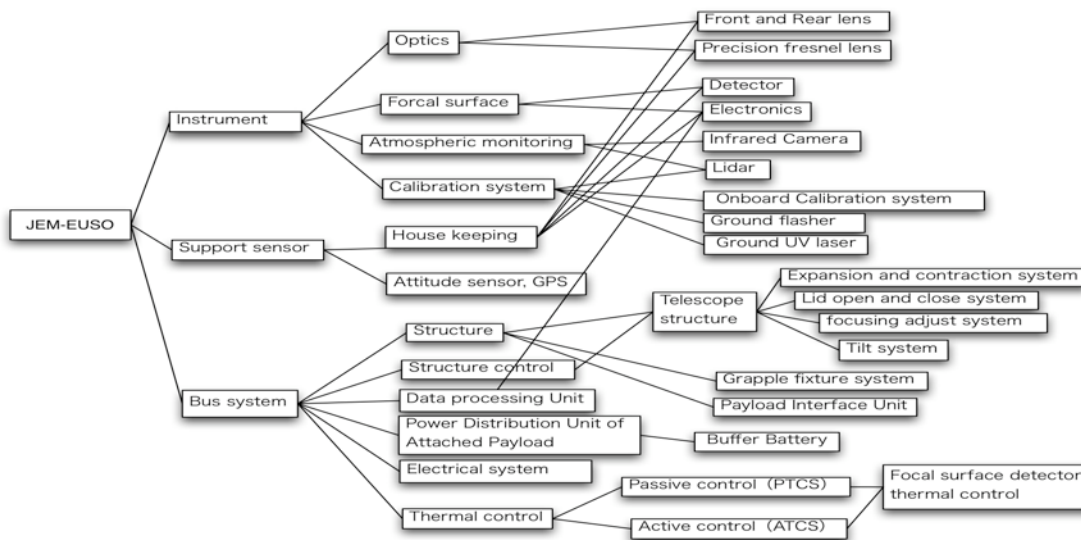 JEM-EUSO
Instrument
Support sensor
Bus system
Optics
Forcal surface
Atmospheric monitoring
Calibration system
House keeping
Attitude sensor, GPS
Structure
Structure control
Data processing Unit
Power Distribution Unit of
Attached Payload
Electrical system
Thermal control
Front and Rear lens
Precision fresnel lens
Detector
Electronics
Infrared Camera
Lidar
Onboard Calibration system
Ground flasher
Ground UV laser
Telescope
structure
Grapple fixture system
Payload Interface Unit
Buffer Battery
Passive control (PTCS)
Active control (ATCS)
Expansion and contraction system
Lid open and close system
focusing adjust system
Tilt system
Focal surface detector
thermal control